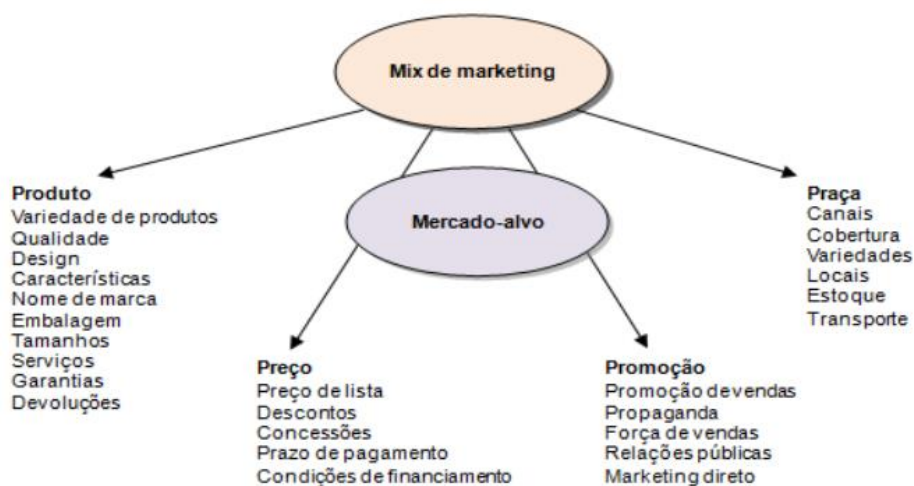 Mix de marketing
Mercado-alvo
Produto
Variedade de produtos
Qualidade
Design
Características
Nome de marca
Embalagem
Tamanhos
Serviços
Garantias
Devoluções
Preço
Preço de lista
Descontos
Concessões
Prazo de pagamento
Condições de financiamento
Promoção
Promoção de vendas
Propaganda
Força de vendas
Relações públicas
Marketing direto
Praça
Canais
Cobertura
Variedades
Locais
Estoque
Transporte